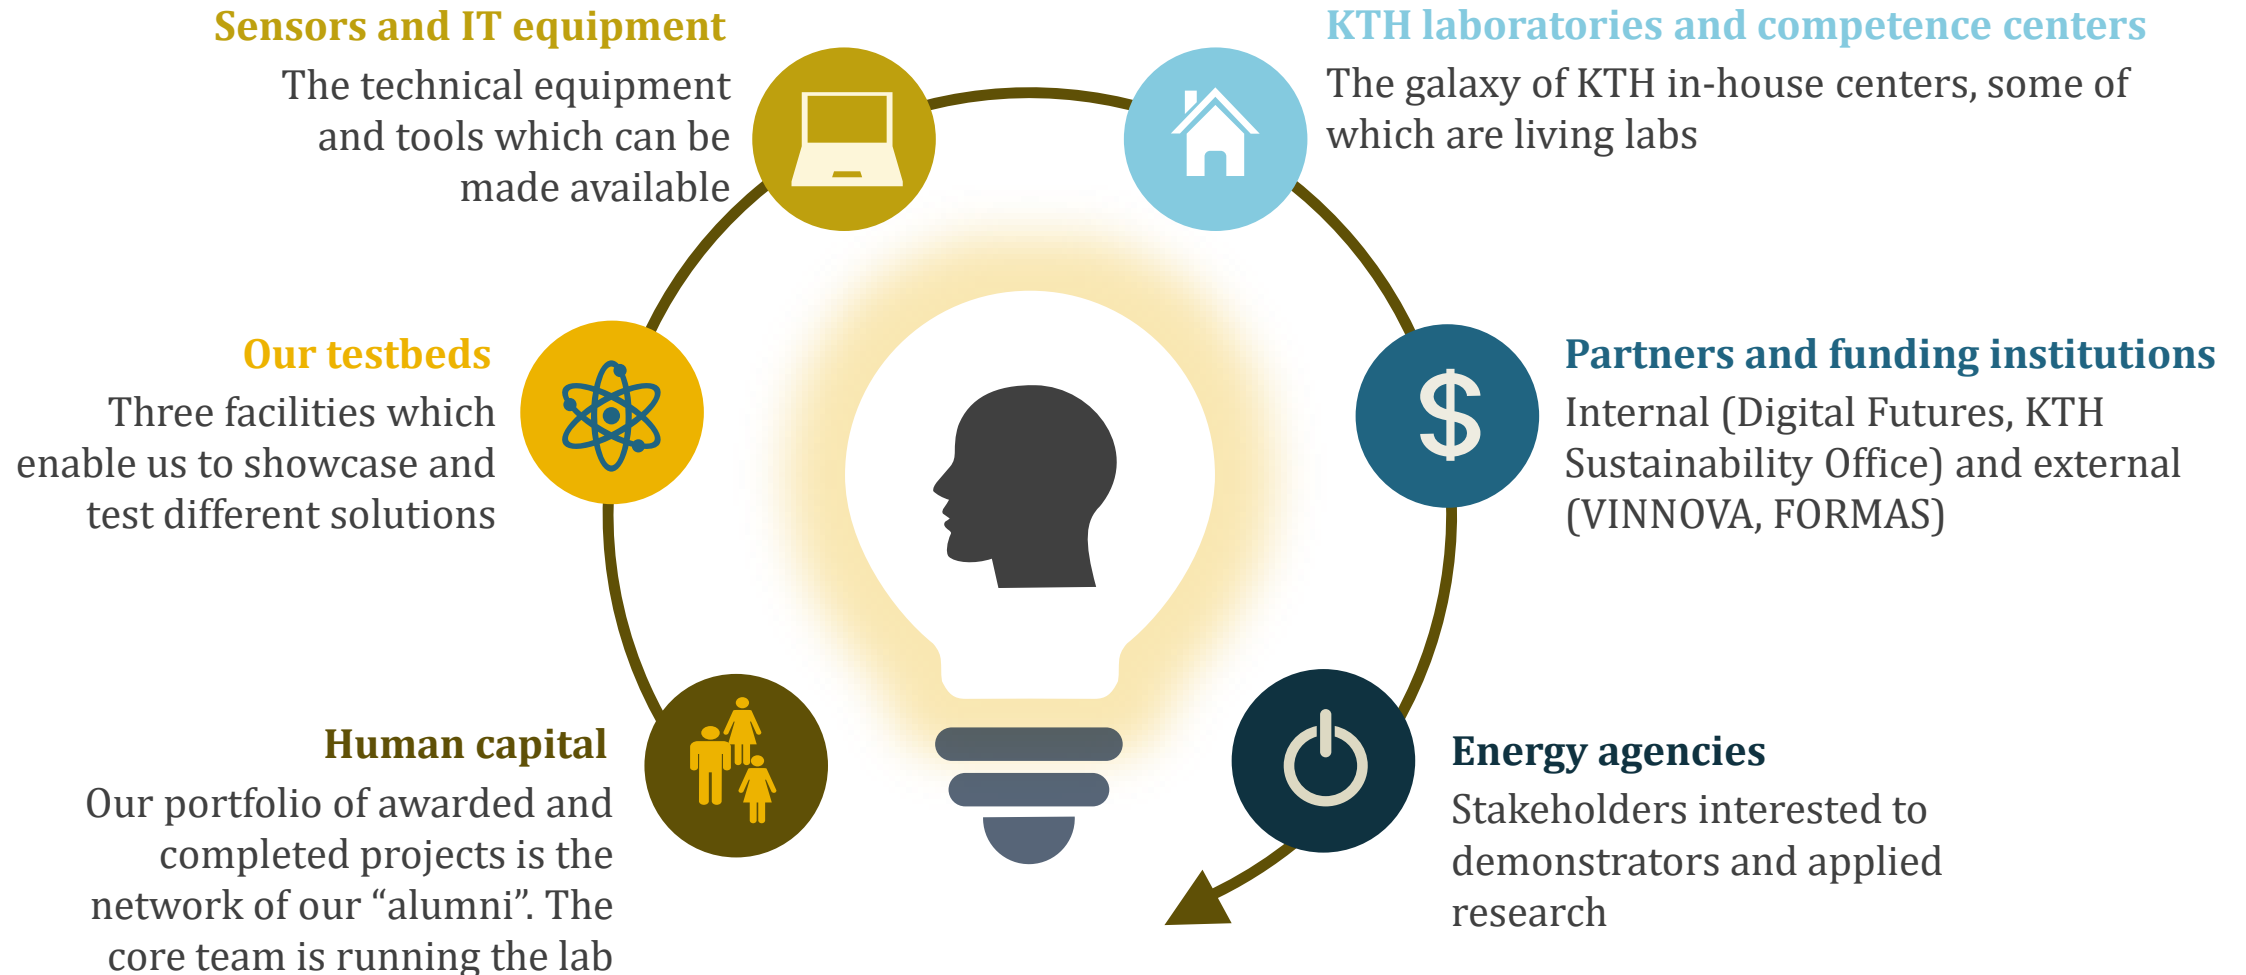 Sensors and IT equipment
The technical equipment
and tools which can be
made available
KTH laboratories and competence centers
The galaxy of KTH in-house centers, some of
which are living labs
Our testbeds
Three facilities which
enable us to showcase and
test different solutions
Partners and funding institutions
Internal (Digital Futures, KTH
Sustainability Office) and external
(VINNOVA, FORMAS)
Human capital
Our portfolio of awarded and
completed projects is the
network of our “alumni”. The
core team is running the lab
Energy agencies
Stakeholders interested to
demonstrators and applied
research